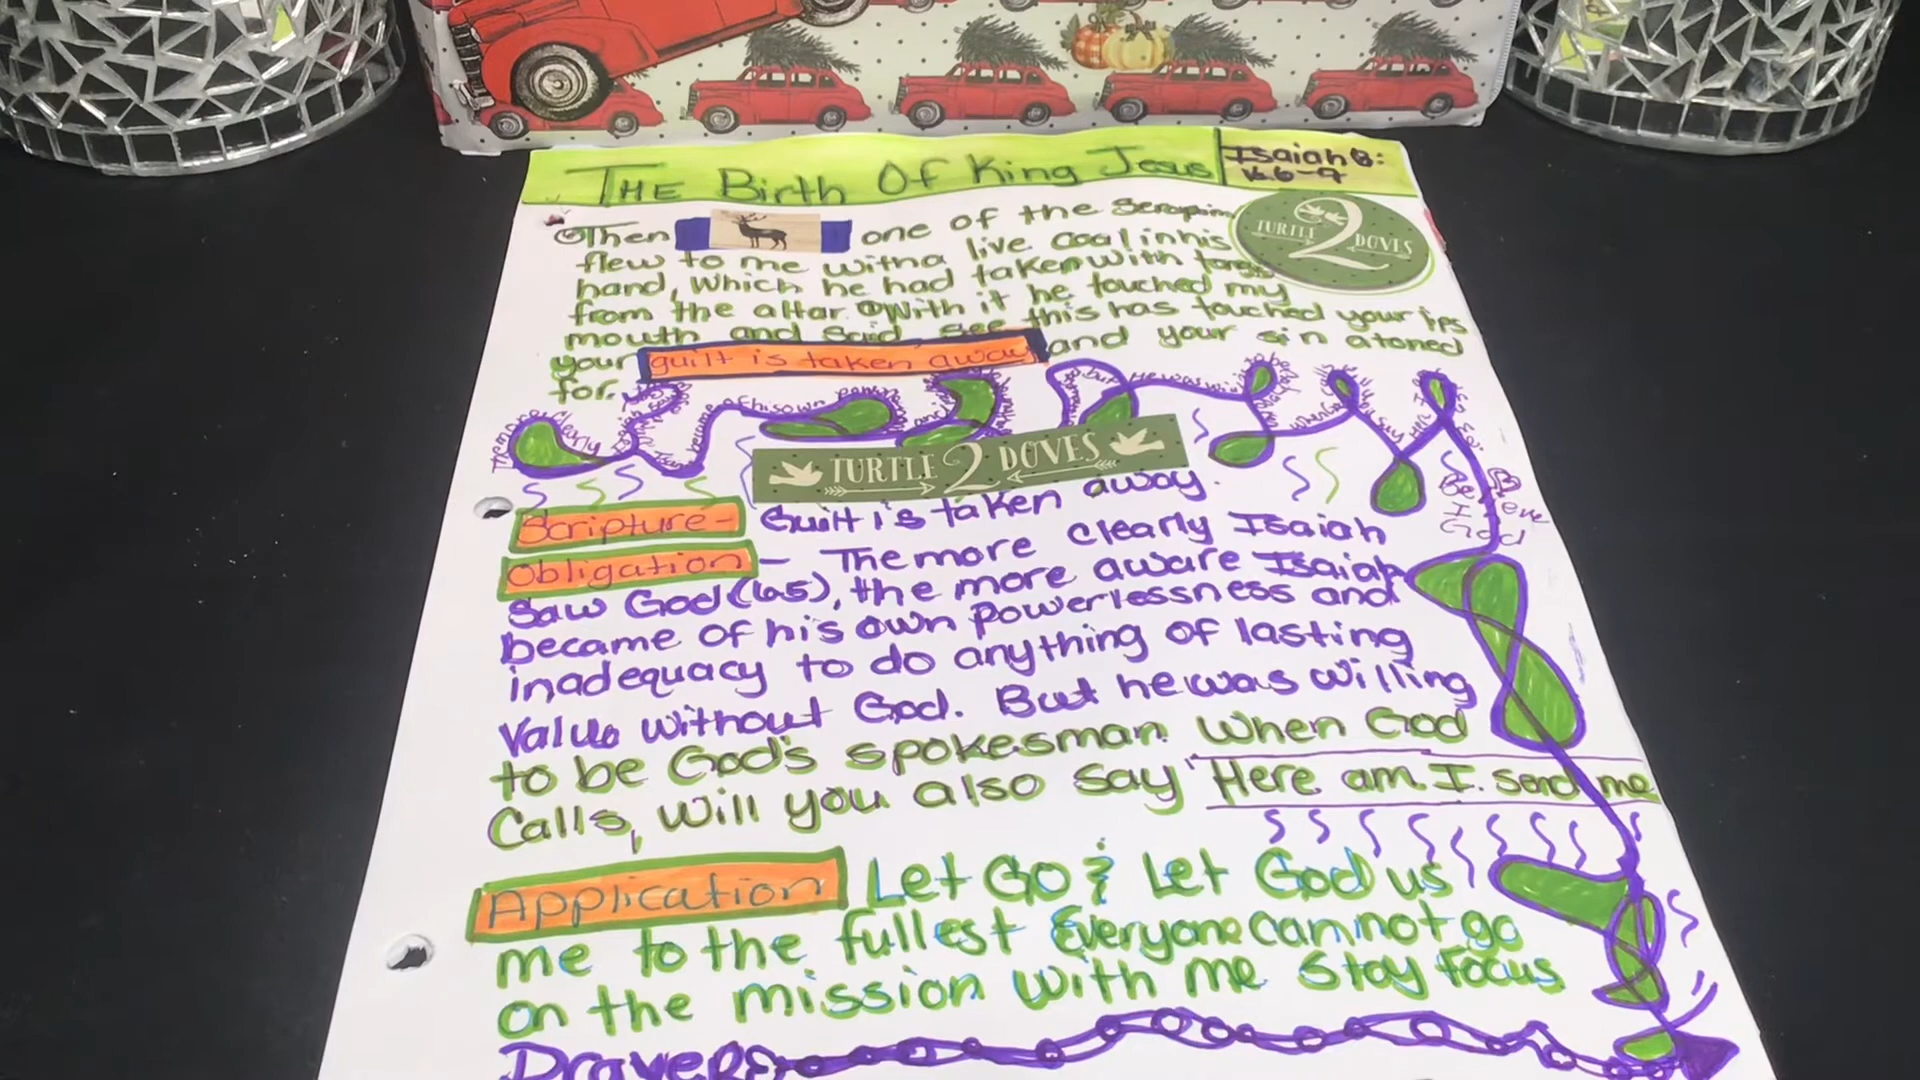 THE Birth Of King Jesus
Isaiah 6:
V.6-9
TURTLE 2 DOVES
6 Then one of the Seraphim
flew to me with a live coal in his
hand, Which he had taken with tongs
from the altar. 7 With it he touched my
mouth and said, see this has touched your lips
your guilt is taken away and your sin atoned
for.
TURTLE 2 DOVES
Scripture- Guilt is taken away.
Obligation - The more clearly Isaiah
Saw God (6:5), the more aware Isaiah
became of his own powerlessness and
inadequacy to do anything of lasting
Value without God. But he was willing
to be God's spokesman. When God
Calls, Will you also say "Here am I. send me
Application Let Go & Let God us
me to the fullest Everyone cannot go
on the mission with me Stay Focus
Prayer